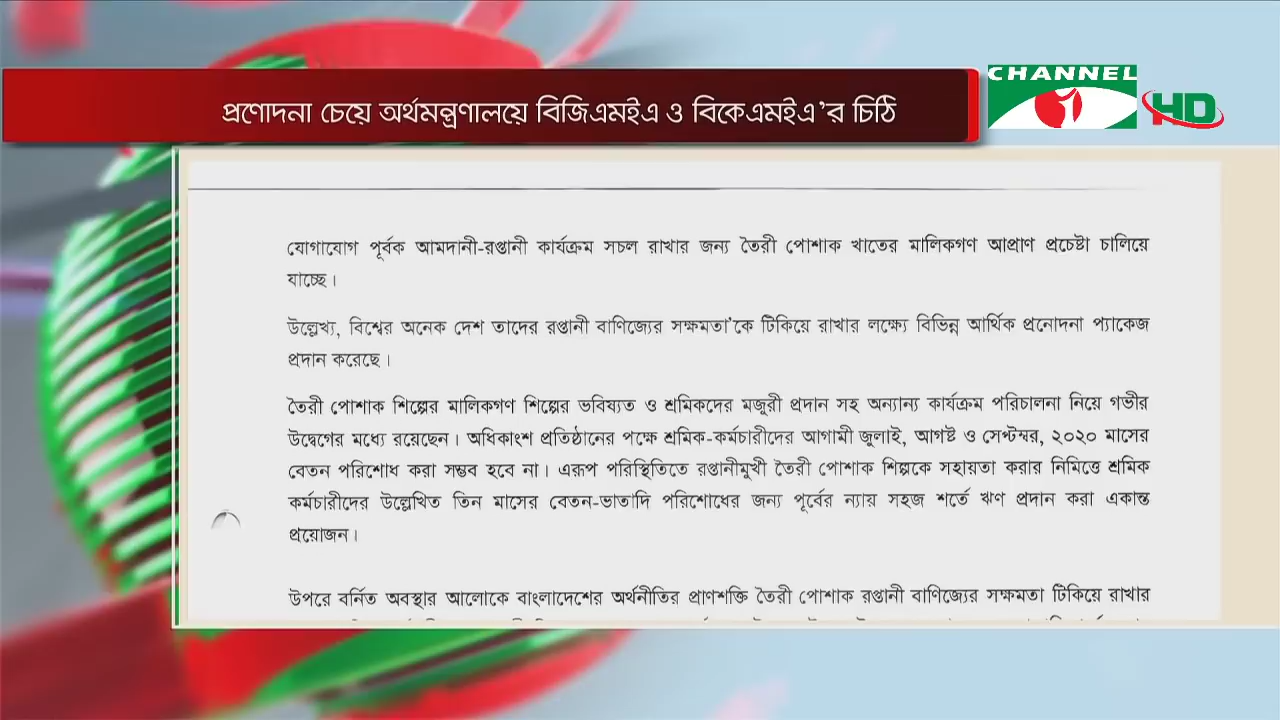 CHANNEL
HD
প্রণোদনা চেয়ে অর্থমন্ত্রণালয়ে বিজিএমইএ ও বিকেএমইএ'র চিঠি
যোগাযোগ পূর্বক আমদানী-রপ্তানী কার্যক্রম সচল রাখার জন্য তৈরী পোশাক খাতের মালিকগণ আপ্রাণ প্রচেষ্টা চালিয়ে
যাচ্ছে।
উল্লেখ্য, বিশ্বের অনেক দেশ তাদের রপ্তানী বাণিজ্যের সক্ষমতা'কে টিকিয়ে রাখার লক্ষ্যে বিভিন্ন আর্থিক প্রনোদনা প্যাকেজ
প্রদান করেছে।
তৈরী পোশাক শিল্পের মালিকগণ শিল্পের ভবিষ্যত ও শ্রমিকদের মজুরী প্রদান সহ অন্যান্য কার্যক্রম পরিচালনা নিয়ে গভীর
উদ্বেগের মধ্যে রয়েছেন। অধিকাংশ প্রতিষ্ঠানের পক্ষে শ্রমিক-কর্মচারীদের আগামী জুলাই, আগষ্ট ও সেপ্টম্বর, ২০২০ মাসের
বেতন পরিশোধ করা সম্ভব হবে না। এরূপ পরিস্থিতিতে রপ্তানীমুখী তৈরী পোশাক শিল্পকে সহায়তা করার নিমিত্তে শ্রমিক
কর্মচারীদের উল্লেখিত তিন মাসের বেতন-ভাতাদি পরিশোধের জন্য পূর্বের ন্যায় সহজ শর্তে ঋণ প্রদান করা একান্ত
প্রয়োজন।
উপরে বর্নিত অবস্থার আলোকে বাংলাদেশের অর্থনীতির প্রাণশক্তি তৈরী পোশাক রপ্তানী বাণিজ্যের সক্ষমতা টিকিয়ে রাখার